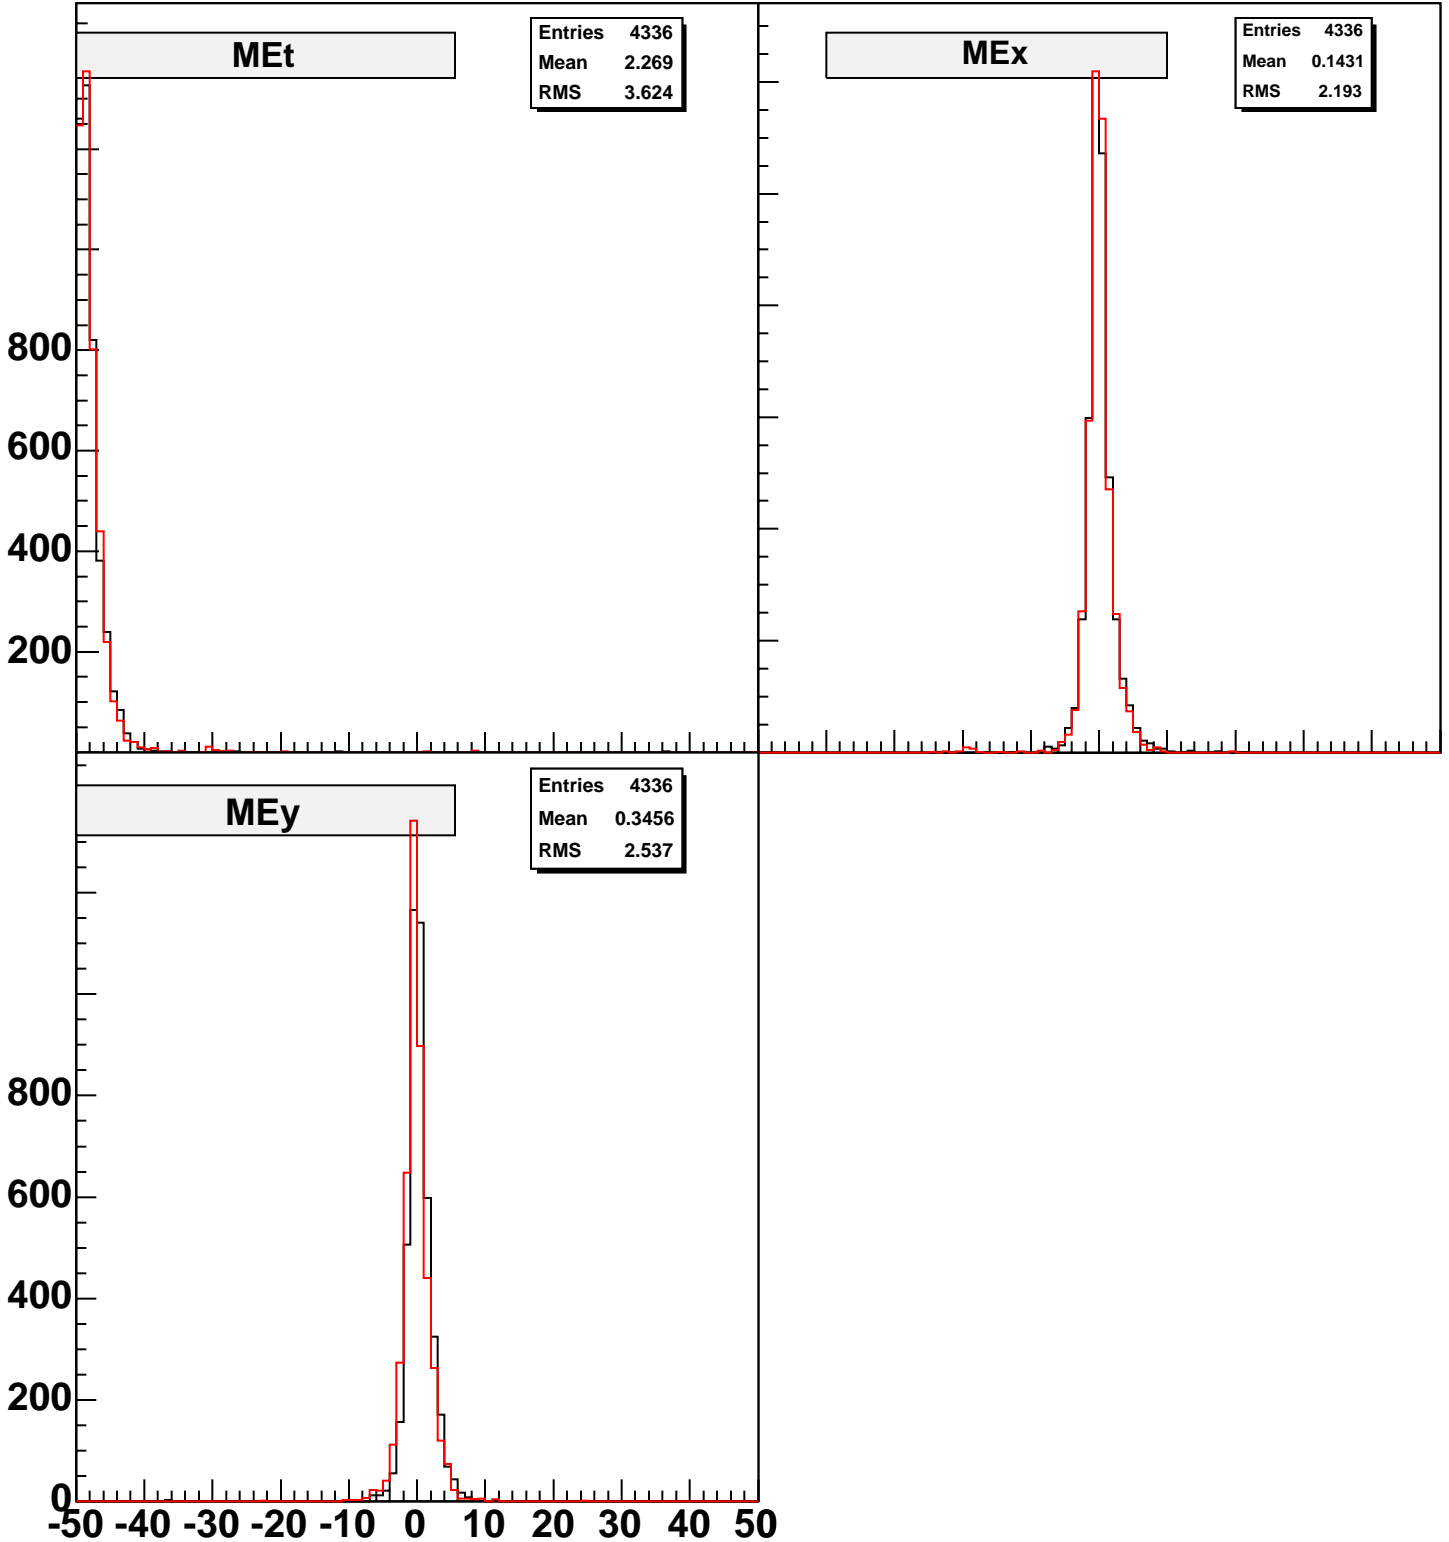 MEt
Entries 4336
Mean 2.269
RMS 3.624
MEx
Entries 4336
Mean 0.1431
RMS 2.193
800
600
400
200
MEy
Entries 4336
Mean 0.3456
RMS 2.537
800
600
400
200
0
-50 -40 -30 -20 -10 0 10 20 30 40 50